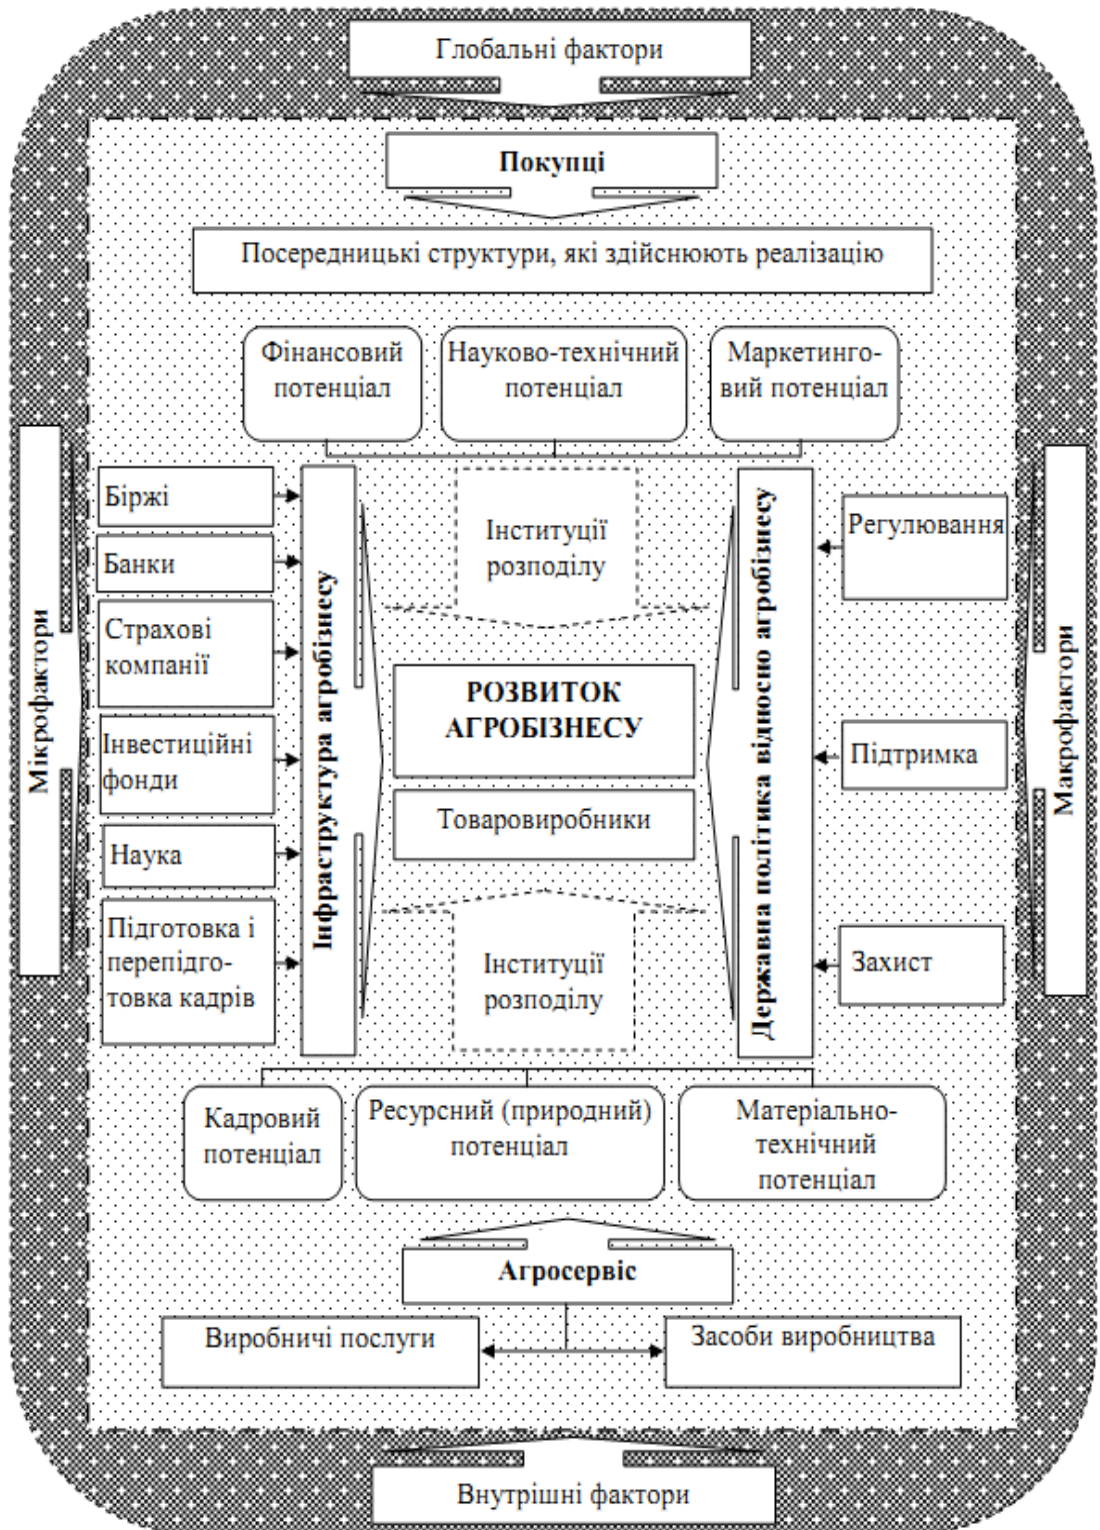 Глобальні фактори
Покупці
Посередницькі структури, які здійснюють реалізацію
Фінансовий
потенціал
Науково-технічний
потенціал
Маркетинго-
вий потенціал
Мікрофактори
Біржі
Банки
Страхові
компанії
Інвестиційні
фонди
Наука
Підготовка і
перепідго-
товка кадрів
Інфраструктура агробізнесу
Інституції
розподілу
РОЗВИТОК
АГРОБІЗНЕСУ
Товаровиробники
Інституції
розподілу
Державна політика відносно агробізнесу
Регулювання
Підтримка
Захист
Макрофактори
Кадровий
потенціал
Ресурсний (природний)
потенціал
Матеріально-
технічний
потенціал
Агросервіс
Виробничі послуги
Засоби виробництва
Внутрішні фактори